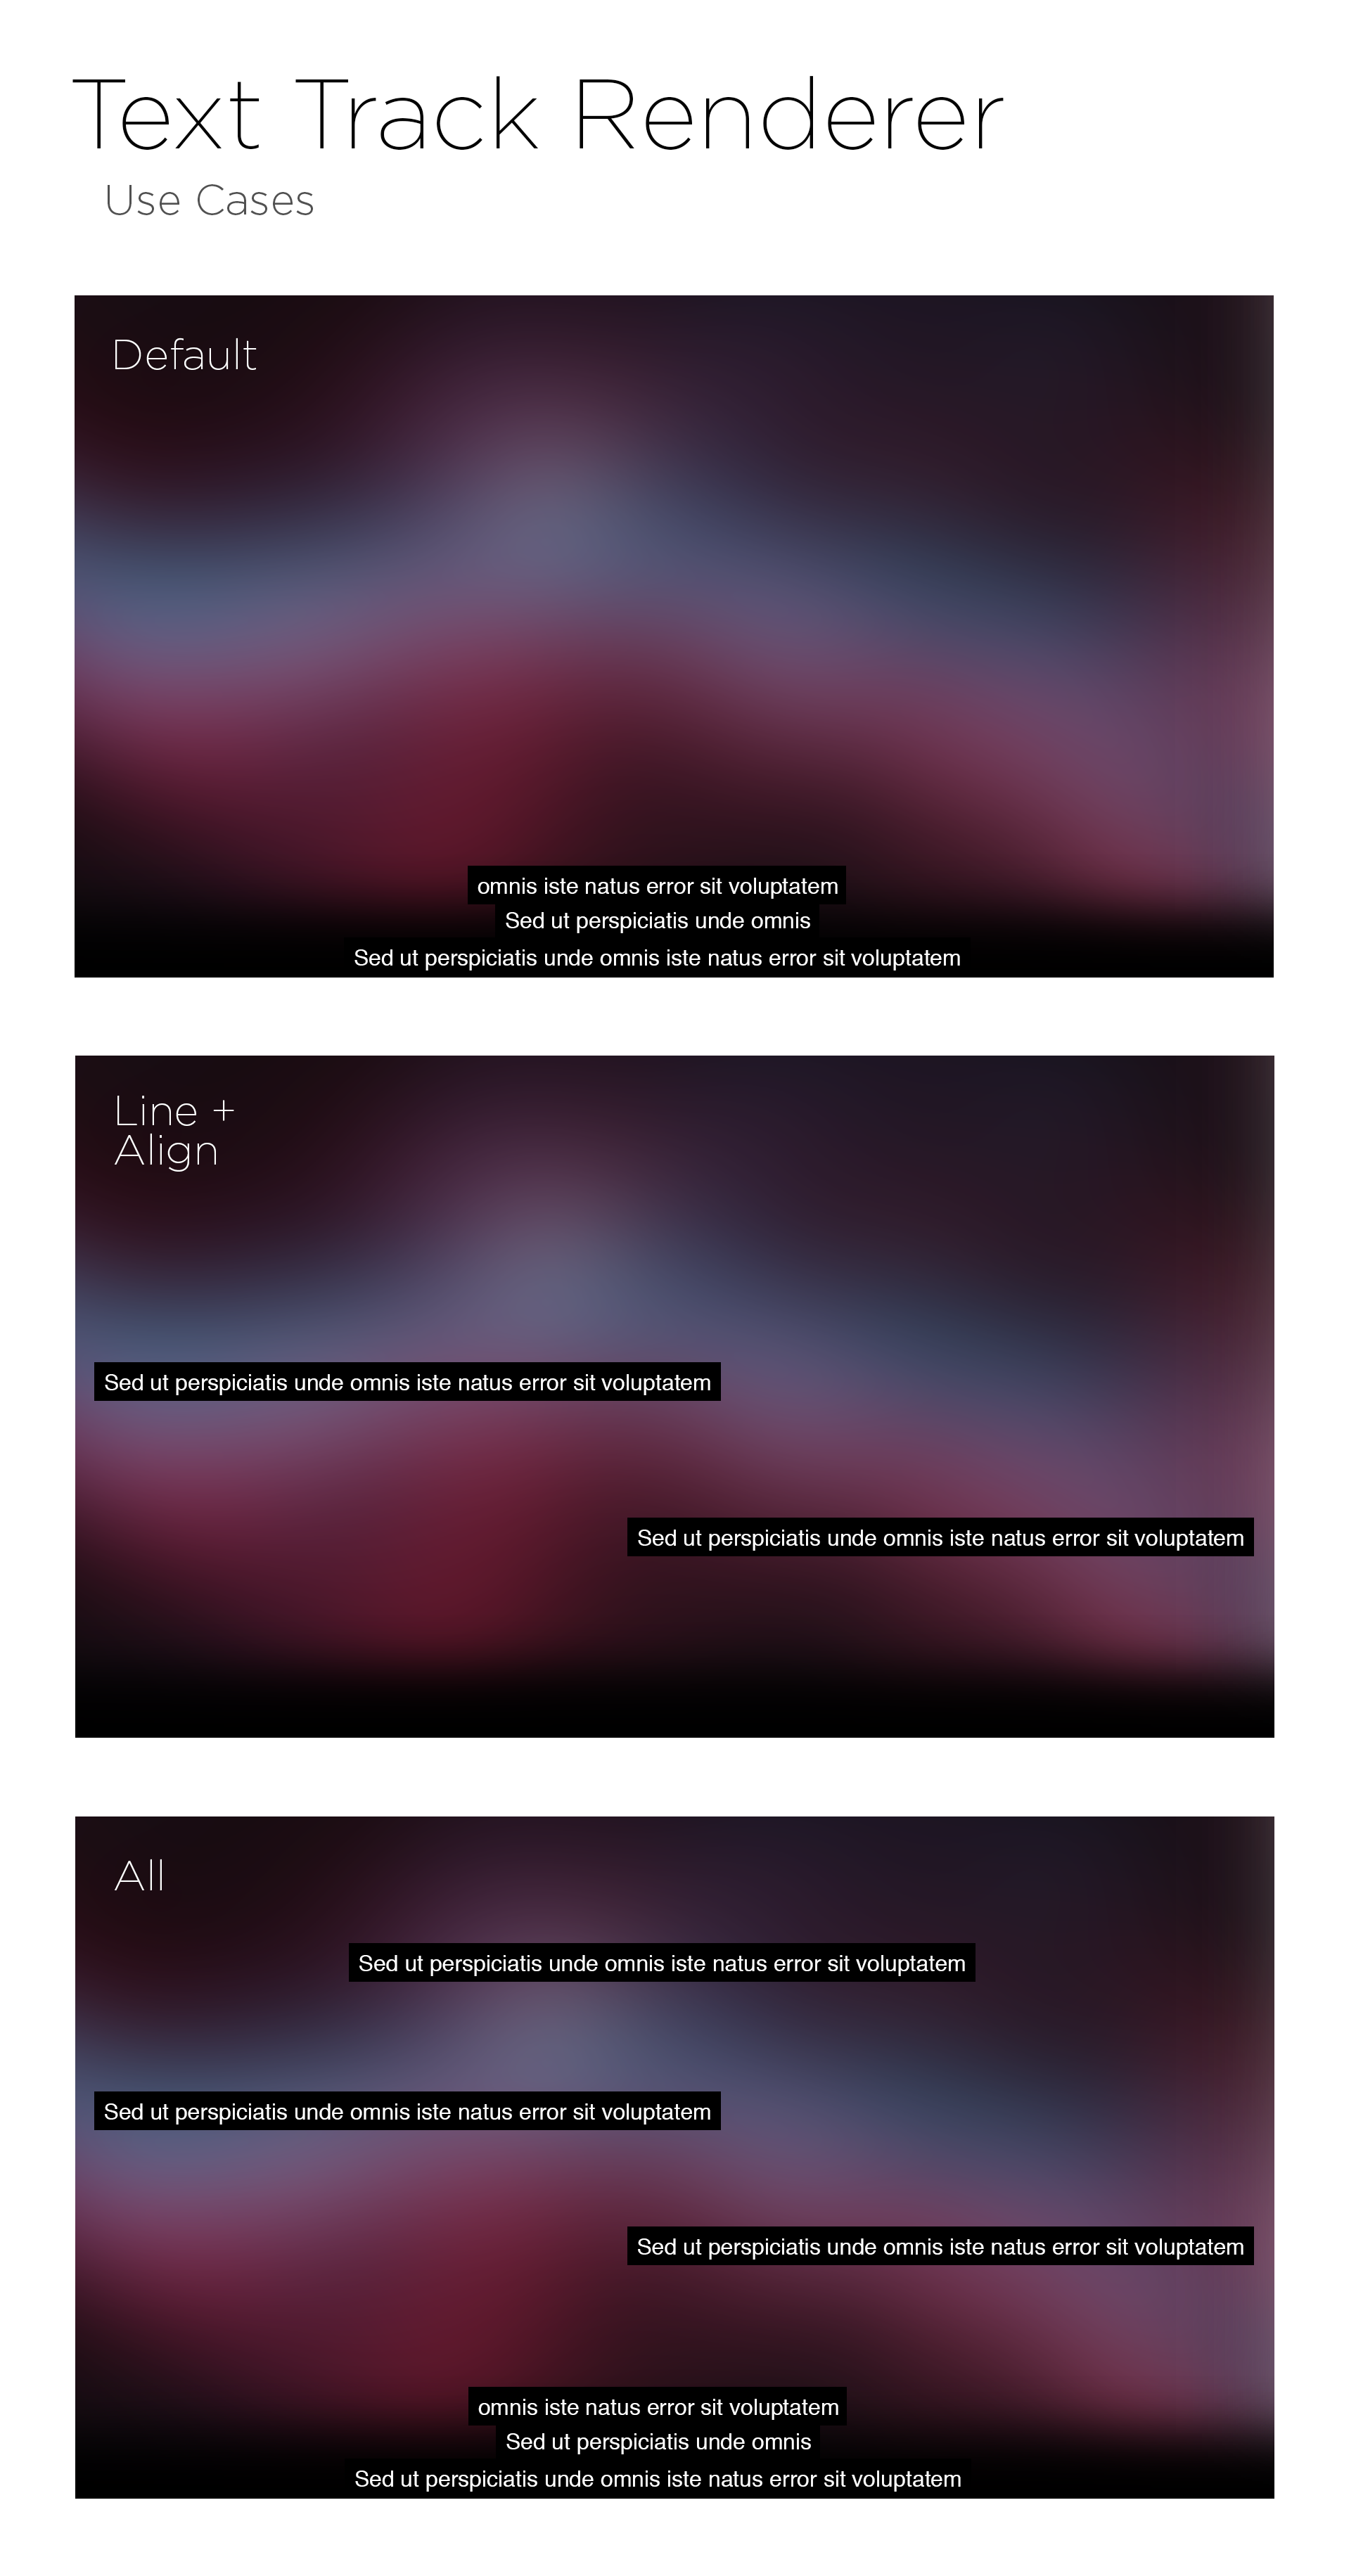 Text Track Renderer
Use Cases
Default
omnis iste natus error sit voluptatem
Sed ut perspiciatis unde omnis
Sed ut perspiciatis unde omnis iste natus error sit voluptatem
Line +
Align
Sed ut perspiciatis unde omnis iste natus error sit voluptatem
Sed ut perspiciatis unde omnis iste natus error sit voluptatem
All
Sed ut perspiciatis unde omnis iste natus error sit voluptatem
Sed ut perspiciatis unde omnis iste natus error sit voluptatem
Sed ut perspiciatis unde omnis iste natus error sit voluptatem
omnis iste natus error sit voluptatem
Sed ut perspiciatis unde omnis
Sed ut perspiciatis unde omnis iste natus error sit voluptatem